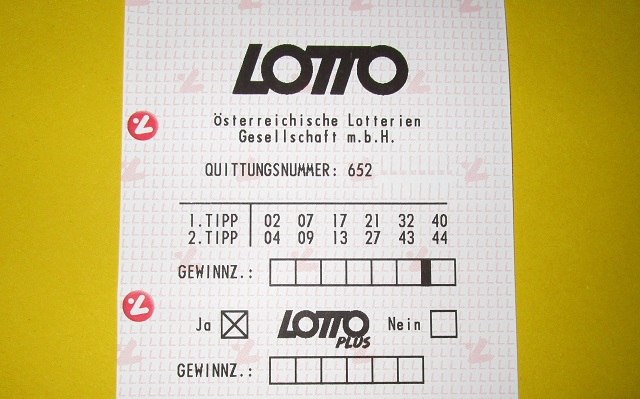 LOTTO
Österreichische Lotterien
Gesellschaft m.b.H.
QUITTUNGSNUMMER: 652
1.TIPP 02 07 17 21 32 40
2.TIPP 04 09 13 27 43 44
GEWINNZ.:
Ja LOTTO PLUS Nein
GEWINNZ.: